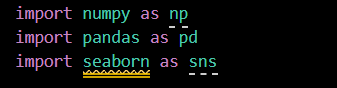 import numpy as np
import pandas as pd
import seaborn as sns